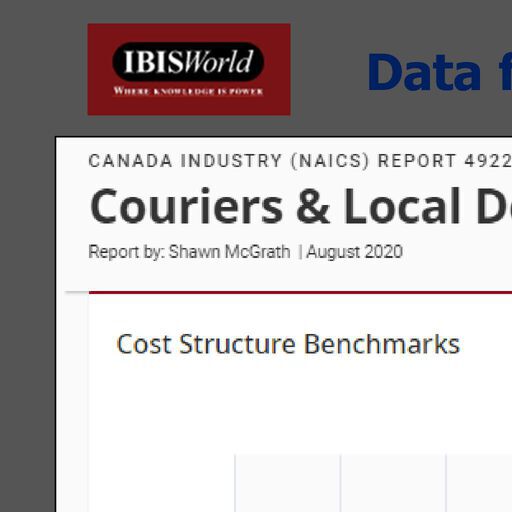 IBISWorld
WHERE KNOWLEDGE IS POWER
Data
CANADA INDUSTRY (NAICS) REPORT 4922
Couriers & Local
Report by: Shawn McGrath | August 2020
Cost Structure Benchmarks